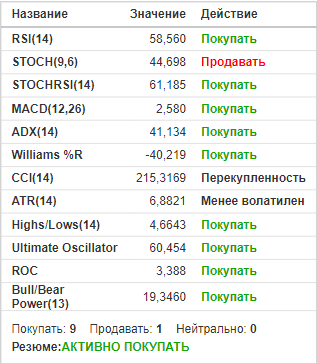 Название Значение Действие
RSI(14) 58,560 Покупать
STOCH(9,6) 44,698 Продавать
STOCHRSI(14) 61,185 Покупать
MACD(12,26) 2,580 Покупать
ADX(14) 41,134 Покупать
Williams %R -40,219 Покупать
CCI(14) 215,3169 Перекупленность
ATR(14) 6,8821 Менее волатилен
Highs/Lows(14) 4,6643 Покупать
Ultimate Oscillator 60,454 Покупать
ROC 3,388 Покупать
Bull/Bear
Power(13) 19,3460 Покупать
Покупать: 9 Продавать: 1 Нейтрально: 0
Резюме:АКТИВНО ПОКУПАТЬ